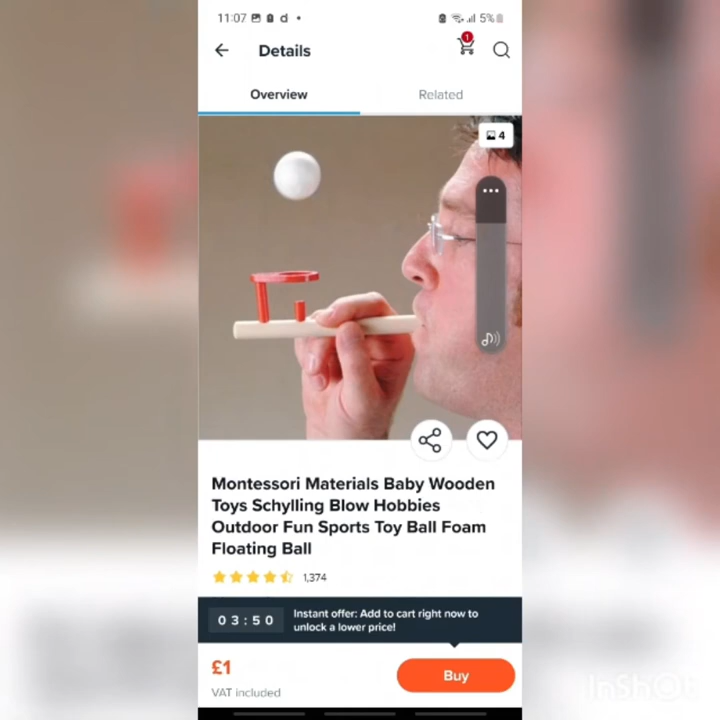 11:07
5%
Details
1
Overview
Related
4
Montessori Materials Baby Wooden
Toys Schylling Blow Hobbies
Outdoor Fun Sports Toy Ball Foam
Floating Ball
1,374
03:50
Instant offer: Add to cart right now to
unlock a lower price!
£1
VAT included
Buy
InShOt